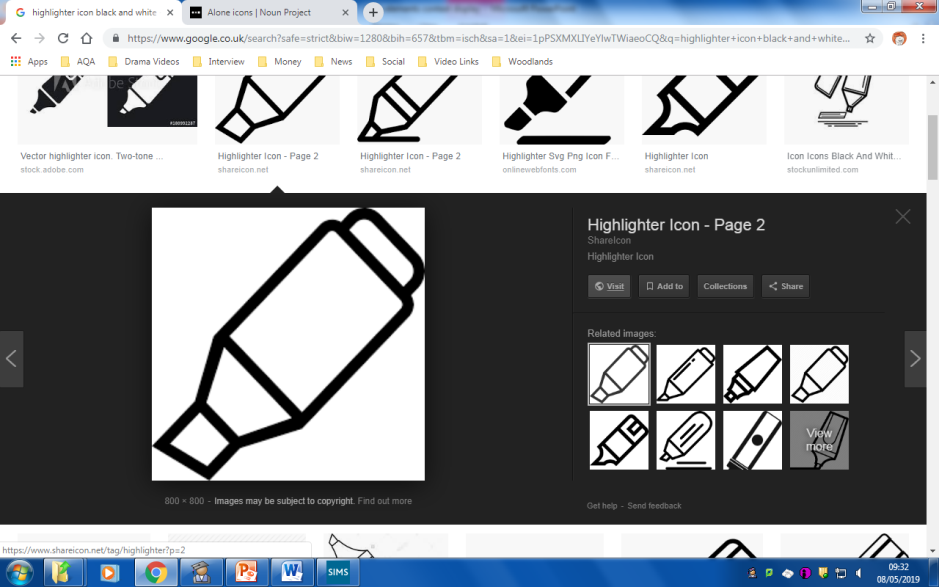 highlighter icon black and white
Alone icons | Noun Project
https://www.google.co.uk/search?safe=strict&biw=1280&bih=657&tbm=isch&sa=1&ei=1pPSXMXLIYeYlwTWiaeoCQ&q=highlighter+icon+black+and+white...
Apps AQA Drama Videos Interview Money News Social Video Links Woodlands
Vector highlighter icon. Two-tone ...
stock.adobe.com
Highlighter Icon - Page 2
shareicon.net
Highlighter Icon - Page 2
shareicon.net
Highlighter Svg Png Icon F...
onlinewebfonts.com
Highlighter Icon
shareicon.net
Icon Icons Black And Whit...
stockunlimited.com
Highlighter Icon - Page 2
ShareIcon
Highlighter Icon
Visit Add to Collections Share
Related images:
View
more
800 × 800 - Images may be subject to copyright. Find out more
Get help - Send feedback
https://www.shareicon.net/tag/highlighter?p=2
SIMS
09:32
08/05/2019